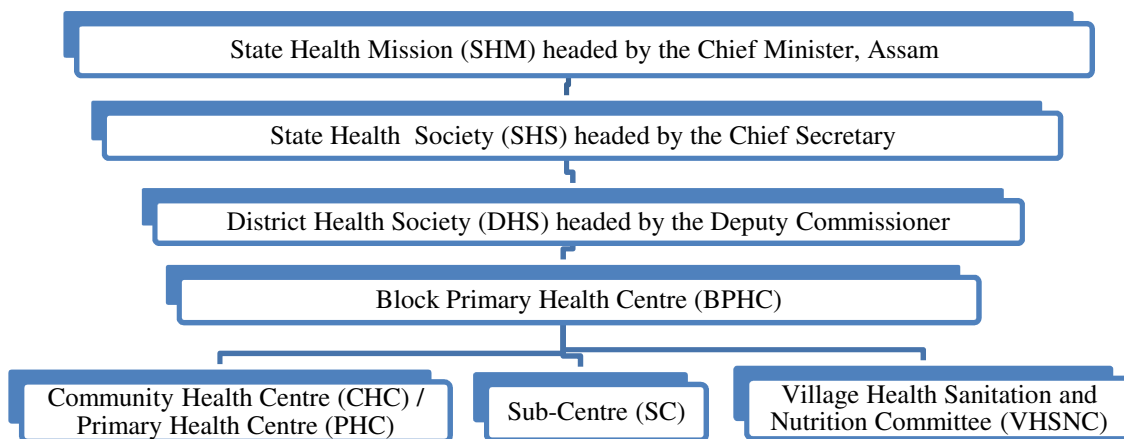 State Health Mission (SHM) headed by the Chief Minister, Assam
State Health Society (SHS) headed by the Chief Secretary
District Health Society (DHS) headed by the Deputy Commissioner
Block Primary Health Centre (BPHC)
Community Health Centre (CHC) /
Primary Health Centre (PHC)
Sub-Centre (SC)
Village Health Sanitation and
Nutrition Committee (VHSNC)